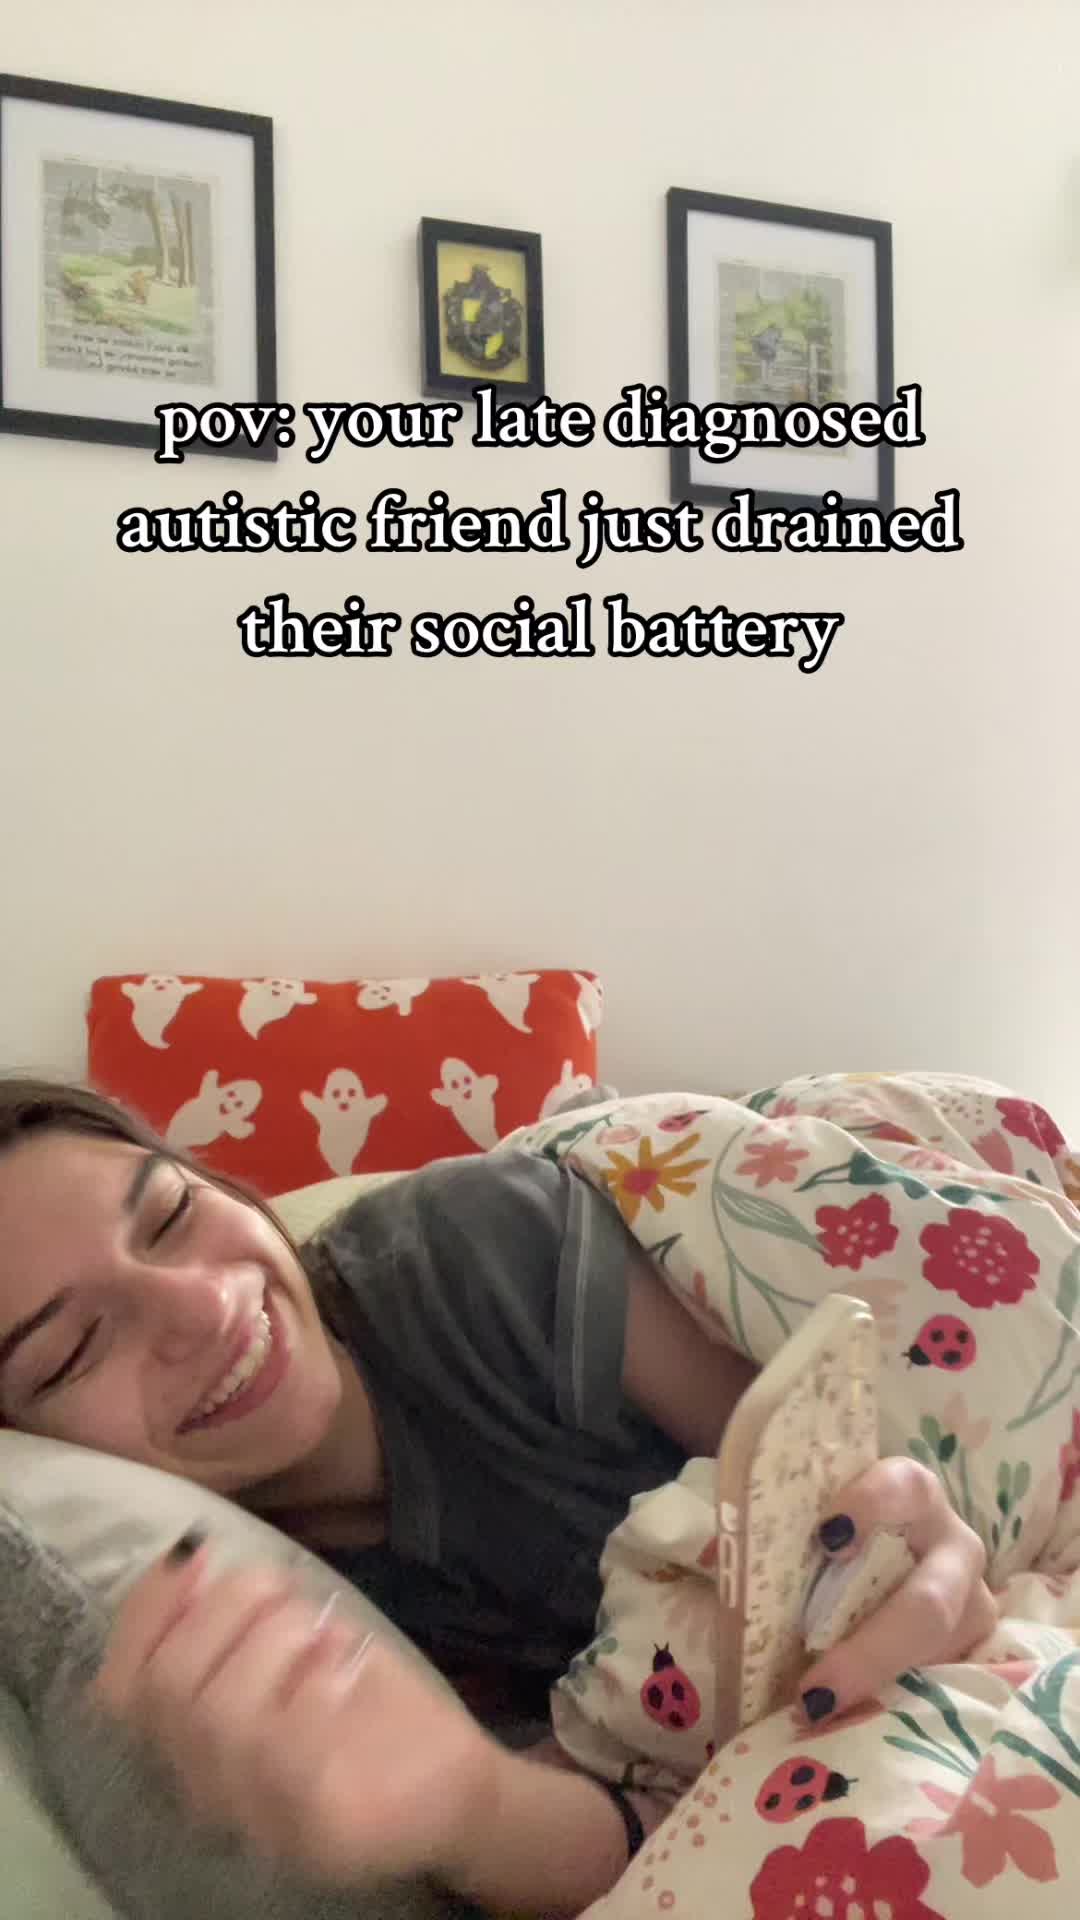 pov: your late diagnosed
autistic friend just drained
their social battery